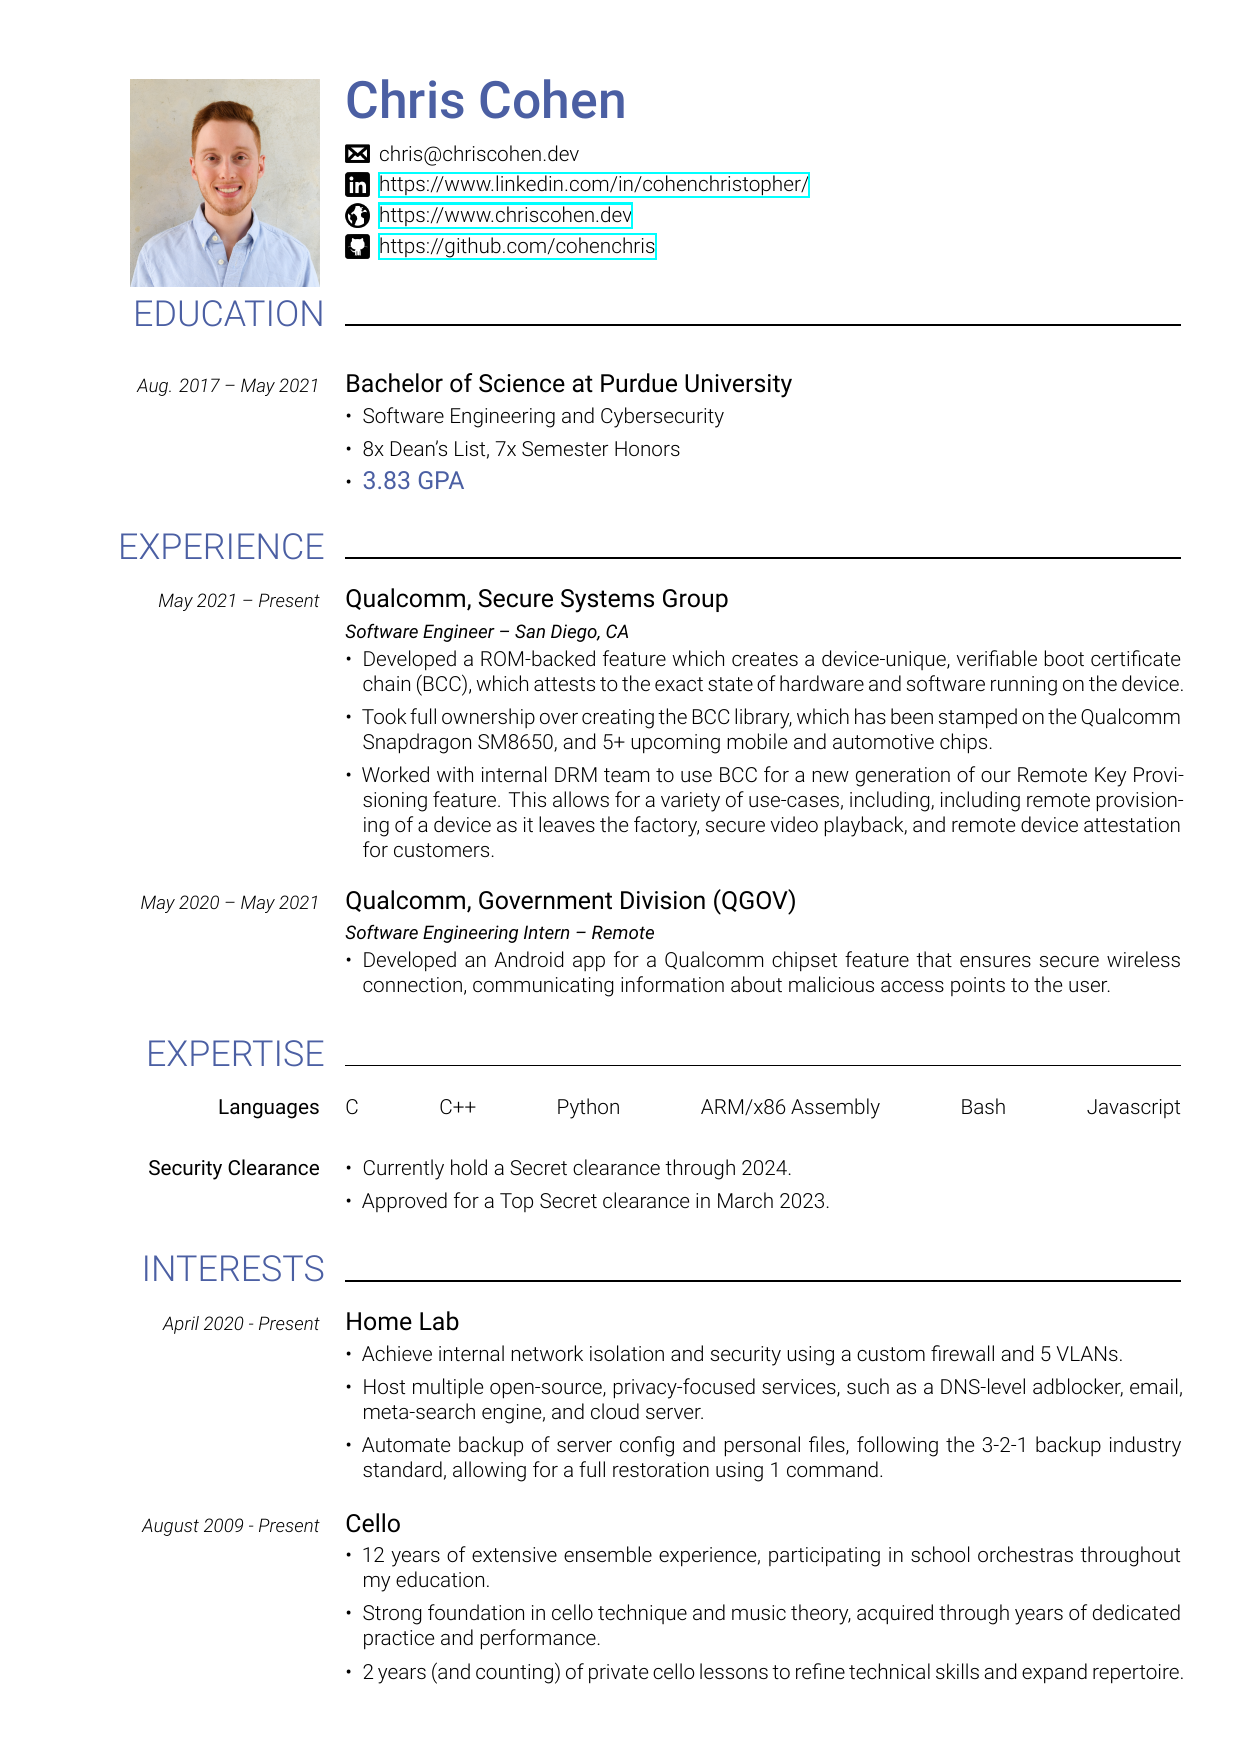 Chris Cohen
chris@chriscohen.dev
https://www.linkedin.com/in/cohenchristopher/
https://www.chriscohen.dev
https://github.com/cohenchris
EDUCATION
Aug. 2017 – May 2021 Bachelor of Science at Purdue University
• Software Engineering and Cybersecurity
• 8x Dean’s List, 7x Semester Honors
• 3.83 GPA
EXPERIENCE
May 2021 – Present Qualcomm, Secure Systems Group
Software Engineer – San Diego, CA
• Developed a ROM-backed feature which creates a device-unique, verifiable boot certificate
chain (BCC), which attests to the exact state of hardware and software running on the device.
• Took full ownership over creating the BCC library, which has been stamped on the Qualcomm
Snapdragon SM8650, and 5+ upcoming mobile and automotive chips.
• Worked with internal DRM team to use BCC for a new generation of our Remote Key Provi-
sioning feature. This allows for a variety of use-cases, including, including remote provision-
ing of a device as it leaves the factory, secure video playback, and remote device attestation
for customers.
May 2020 – May 2021 Qualcomm, Government Division (QGOV)
Software Engineering Intern – Remote
• Developed an Android app for a Qualcomm chipset feature that ensures secure wireless
connection, communicating information about malicious access points to the user.
EXPERTISE
Languages C C++ Python ARM/x86 Assembly Bash Javascript
Security Clearance • Currently hold a Secret clearance through 2024.
• Approved for a Top Secret clearance in March 2023.
INTERESTS
April 2020 - Present Home Lab
• Achieve internal network isolation and security using a custom firewall and 5 VLANs.
• Host multiple open-source, privacy-focused services, such as a DNS-level adblocker, email,
meta-search engine, and cloud server.
• Automate backup of server config and personal files, following the 3-2-1 backup industry
standard, allowing for a full restoration using 1 command.
August 2009 - Present Cello
• 12 years of extensive ensemble experience, participating in school orchestras throughout
my education.
• Strong foundation in cello technique and music theory, acquired through years of dedicated
practice and performance.
• 2 years (and counting) of private cello lessons to refine technical skills and expand repertoire.